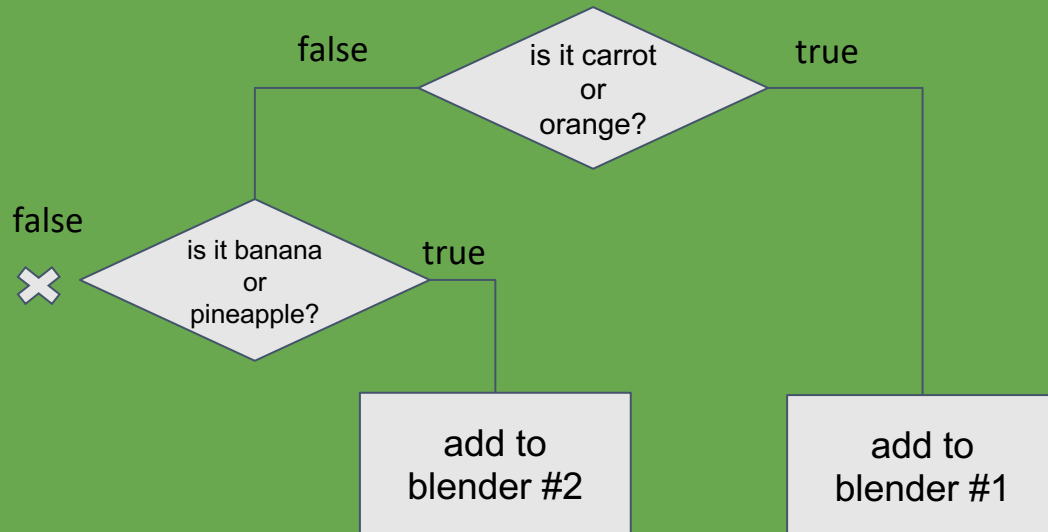 false
is it carrot
or
orange?
true
false
is it banana
or
pineapple?
true
add to
blender #2
add to
blender #1